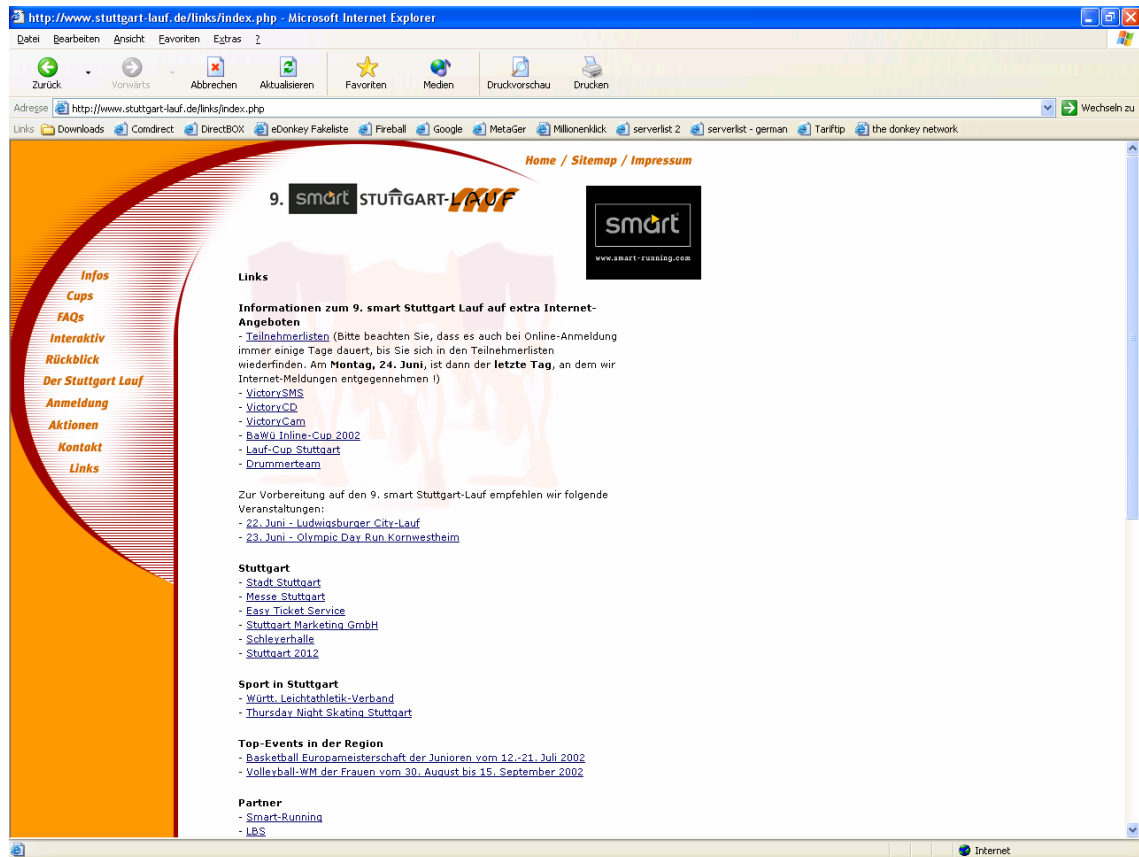 http://www.stuttgart-lauf.de/links/index.php - Microsoft Internet Explorer
Datei Bearbeiten Ansicht Favoriten Extras ?
Zurück Vorwärts Abbrechen Aktualisieren Favoriten Medien Druckvorschau Drucken
Adresse http://www.stuttgart-lauf.de/links/index.php Wechseln zu
Links Downloads Comdirect DirectBOX eDonkey Fakeliste Fireball Google MetaGer Millionenklick serverlist 2 serverlist - german Tariftip the donkey network
Home / Sitemap / Impressum
9. smart STUTTGART-LAUF
smart
www.smart-running.com
Infos
Cups
FAQs
Interaktiv
Rückblick
Der Stuttgart Lauf
Anmeldung
Aktionen
Kontakt
Links
Links
Informationen zum 9. smart Stuttgart Lauf auf extra Internet-
Angeboten
- Teilnehmerlisten (Bitte beachten Sie, dass es auch bei Online-Anmeldung
immer einige Tage dauert, bis Sie sich in den Teilnehmerlisten
wiederfinden. Am Montag, 24. Juni, ist dann der letzte Tag, an dem wir
Internet-Meldungen entgegennehmen !)
- VictorySMS
- VictoryCD
- VictoryCam
- BaWü Inline-Cup 2002
- Lauf-Cup Stuttgart
- Drummerteam
Zur Vorbereitung auf den 9. smart Stuttgart-Lauf empfehlen wir folgende
Veranstaltungen:
- 22. Juni - Ludwigsburger City-Lauf
- 23. Juni - Olympic Day Run Kornwestheim
Stuttgart
- Stadt Stuttgart
- Messe Stuttgart
- Easy Ticket Service
- Stuttgart Marketing GmbH
- Schleyerhalle
- Stuttgart 2012
Sport in Stuttgart
- Württ. Leichtathletik-Verband
- Thursday Night Skating Stuttgart
Top-Events in der Region
- Basketball Europameisterschaft der Junioren vom 12.-21. Juli 2002
- Volleyball-WM der Frauen vom 30. August bis 15. September 2002
Partner
- Smart-Running
- LBS
Internet